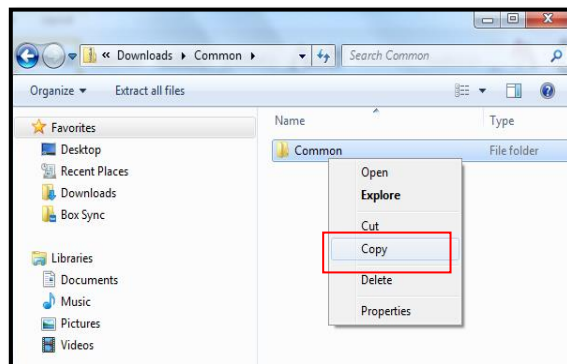 « Downloads ▸ Common ▸
Search Common
Organize ▾ Extract all files
Name Type
Favorites
Desktop
Recent Places
Downloads
Box Sync
Libraries
Documents
Music
Pictures
Videos
Common File folder
Open
Explore
Cut
Copy
Delete
Properties